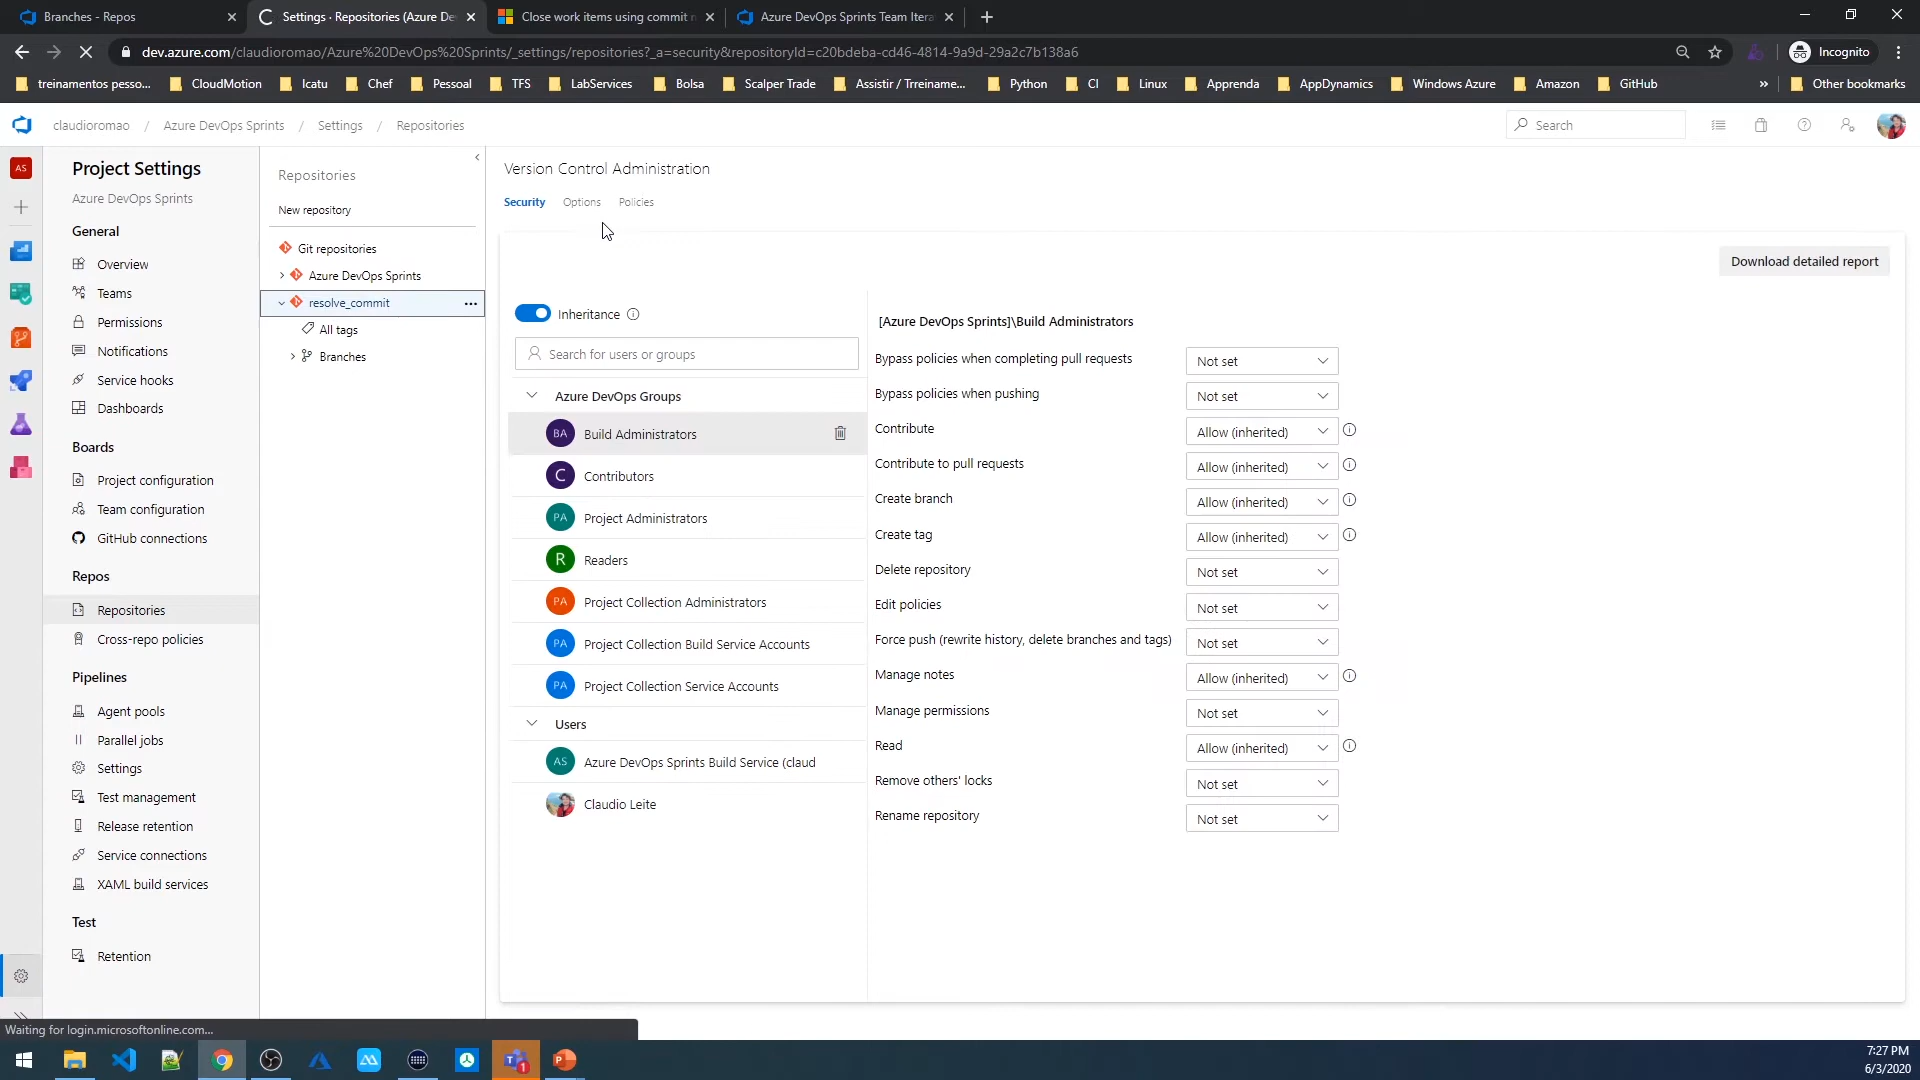 Branches - Repos
Settings · Repositories (Azure De
Close work items using commit
Azure DevOps Sprints Team Itera
dev.azure.com/claudioromao/Azure%20DevOps%20Sprints/_settings/repositories?_a=security&repositoryId=c20bdeba-cd46-4814-9a9d-29a2c7b138a6
Incognito
treinamentos pesso...
CloudMotion
Icatu
Chef
Pessoal
TFS
LabServices
Bolsa
Scalper Trade
Assistir / Trreiname...
Python
CI
Linux
Apprenda
AppDynamics
Windows Azure
Amazon
GitHub
»
Other bookmarks
claudioromao / Azure DevOps Sprints / Settings / Repositories
Search
AS
Project Settings
Azure DevOps Sprints
General
Overview
Teams
Permissions
Notifications
Service hooks
Dashboards
Boards
Project configuration
Team configuration
GitHub connections
Repos
Repositories
Cross-repo policies
Pipelines
Agent pools
Parallel jobs
Settings
Test management
Release retention
Service connections
XAML build services
Test
Retention
Repositories
New repository
Git repositories
Azure DevOps Sprints
resolve_commit
All tags
Branches
Version Control Administration
Security Options Policies
Download detailed report
Inheritance
Search for users or groups
Azure DevOps Groups
BA Build Administrators
C Contributors
PA Project Administrators
R Readers
PA Project Collection Administrators
PA Project Collection Build Service Accounts
PA Project Collection Service Accounts
Users
AS Azure DevOps Sprints Build Service (claud
Claudio Leite
[Azure DevOps Sprints]\Build Administrators
Bypass policies when completing pull requests Not set
Bypass policies when pushing Not set
Contribute Allow (inherited)
Contribute to pull requests Allow (inherited)
Create branch Allow (inherited)
Create tag Allow (inherited)
Delete repository Not set
Edit policies Not set
Force push (rewrite history, delete branches and tags) Not set
Manage notes Allow (inherited)
Manage permissions Not set
Read Allow (inherited)
Remove others' locks Not set
Rename repository Not set
Waiting for login.microsoftonline.com...
7:27 PM
6/3/2020